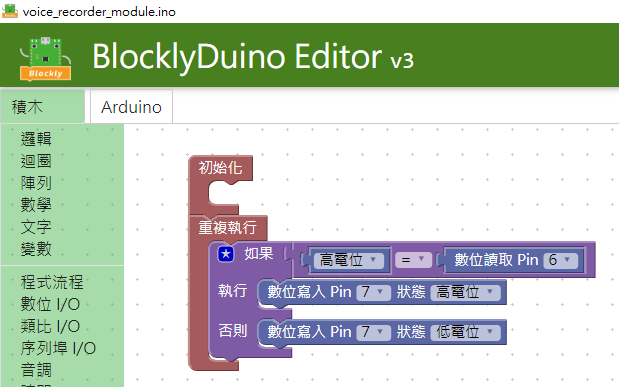 voice_recorder_module.ino
Blockly
BlocklyDuino Editor v3
積木
Arduino
邏輯
迴圈
陣列
數學
文字
變數
程式流程
數位 I/O
類比 I/O
序列埠 I/O
音調
初始化
重複執行
如果 高電位 = 數位讀取 Pin 6
執行 數位寫入 Pin 7 狀態 高電位
否則 數位寫入 Pin 7 狀態 低電位